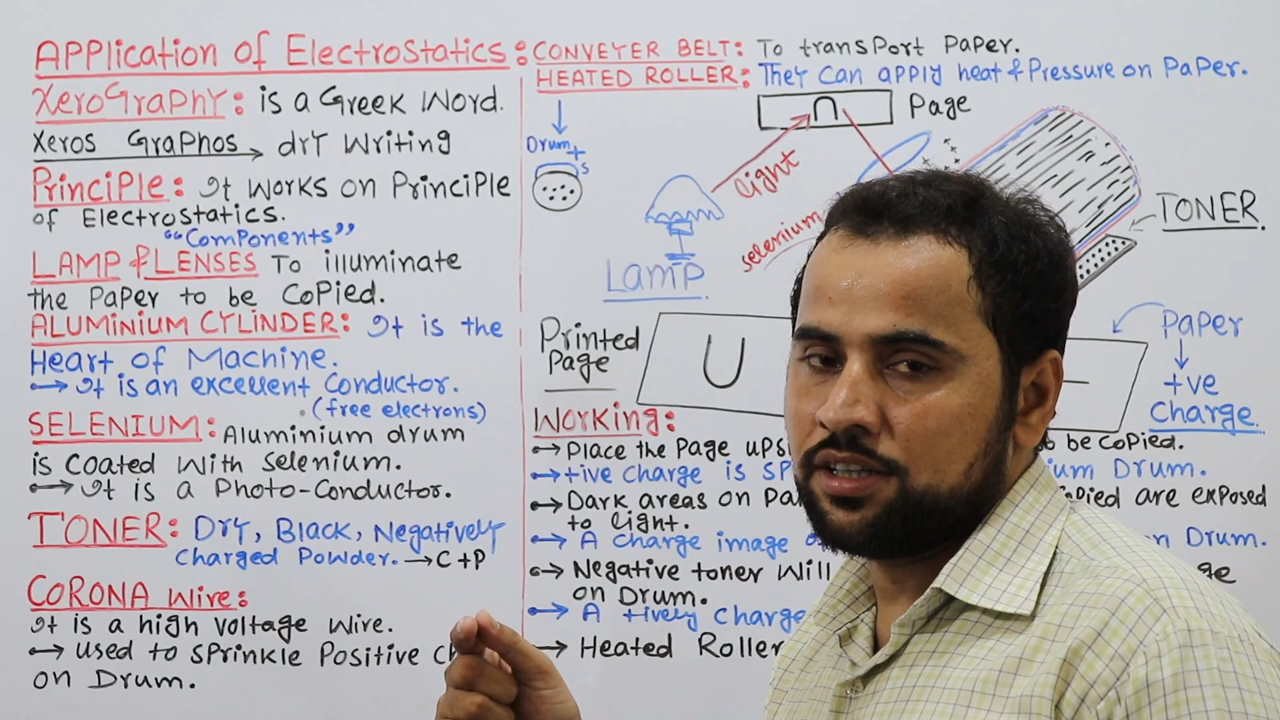 Application of Electrostatics:
XeroGraphy: is a Greek Word.
Xeros Graphos → dry Writing
Principle: It works on Principle
of Electrostatics.
"Components"
LAMP & LENSES To illuminate
the Paper to be Copied.
ALUMINIUM CYLINDER: It is the
Heart of Machine.
→ It is an excellent Conductor.
(free electrons)
SELENIUM: Aluminium drum
is Coated With Selenium.
→ It is a Photo-Conductor.
TONER: Dry, Black, Negatively
Charged Powder. → C + P
CORONA Wire:
It is a high voltage Wire.
→ used to sprinkle Positive
on Drum.
CONVEYER BELT: To transport Paper.
HEATED ROLLER: They Can apply heat & Pressure on Paper.
Drum
+s
n Page
light
selenium
LAMP
TONER
Printed
Page
U
Paper
↓
+ve
Charge
Working:
→ Place the Page be Copied.
→ +ive Charge is Drum.
→ Dark areas on are exposed
to light.
→ A Charge image Drum.
→ Negative toner Will
on Drum.
→ A +ively
→ Heated Roller